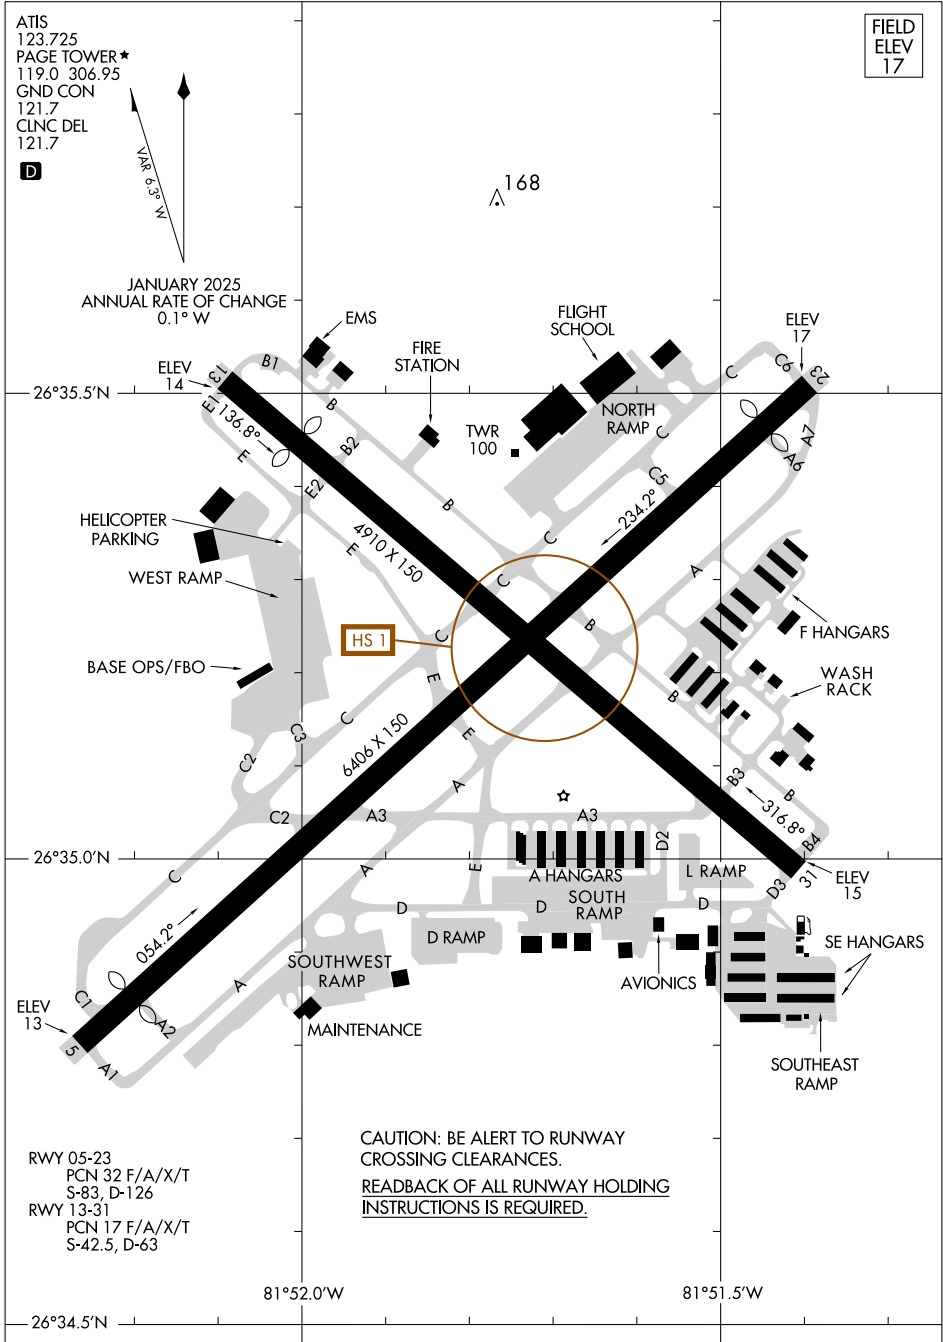 ATIS
123.725
PAGE TOWER★
119.0 306.95
GND CON
121.7
CLNC DEL
121.7
D
FIELD
ELEV
17
VAR 6.3° W
JANUARY 2025
ANNUAL RATE OF CHANGE
0.1° W
168
EMS
FIRE
STATION
FLIGHT
SCHOOL
ELEV
17
ELEV
14
13
B1
C
C6
23
26°35.5'N
E1
136.8°
B
TWR
100
NORTH
RAMP
C
A7
A6
E
B2
E2
C5
B
234.2°
HELICOPTER
PARKING
4910 X 150
E
C
WEST RAMP
C
A
B
F HANGARS
HS 1
C
BASE OPS/FBO
E
WASH
RACK
B
C
C3
E
6406 X 150
C2
A
B3
B
316.8°
C2
A3
A3
D2
B4
26°35.0'N
C
A
E
A HANGARS
L RAMP
31
ELEV
15
D3
D
D
SOUTH
RAMP
D
054.2°
D RAMP
SE HANGARS
SOUTHWEST
RAMP
AVIONICS
A
C1
ELEV
13
A2
MAINTENANCE
5
A1
SOUTHEAST
RAMP
CAUTION: BE ALERT TO RUNWAY
CROSSING CLEARANCES.
READBACK OF ALL RUNWAY HOLDING
INSTRUCTIONS IS REQUIRED.
RWY 05-23
PCN 32 F/A/X/T
S-83, D-126
RWY 13-31
PCN 17 F/A/X/T
S-42.5, D-63
81°52.0'W
81°51.5'W
26°34.5'N